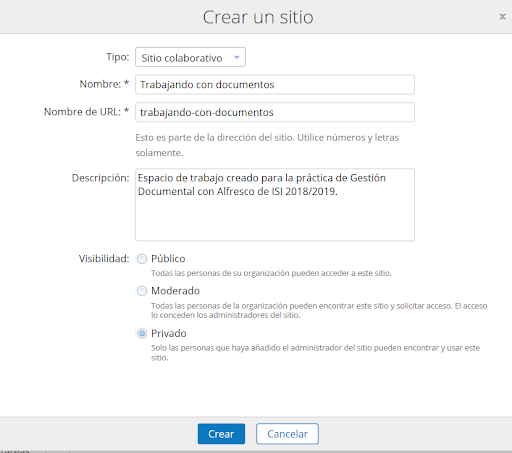 Crear un sitio
Tipo: Sitio colaborativo
Nombre: * Trabajando con documentos
Nombre de URL: * trabajando-con-documentos
Esto es parte de la dirección del sitio. Utilice números y letras
solamente.
Descripción: Espacio de trabajo creado para la práctica de Gestión
Documental con Alfresco de ISI 2018/2019.
Visibilidad: Público
Todas las personas de su organización pueden acceder a este sitio.
Moderado
Todas las personas de la organización pueden encontrar este sitio y solicitar acceso. El acceso
lo conceden los administradores del sitio.
Privado
Solo las personas que haya añadido el administrador del sitio pueden encontrar y usar este
sitio.
Crear Cancelar